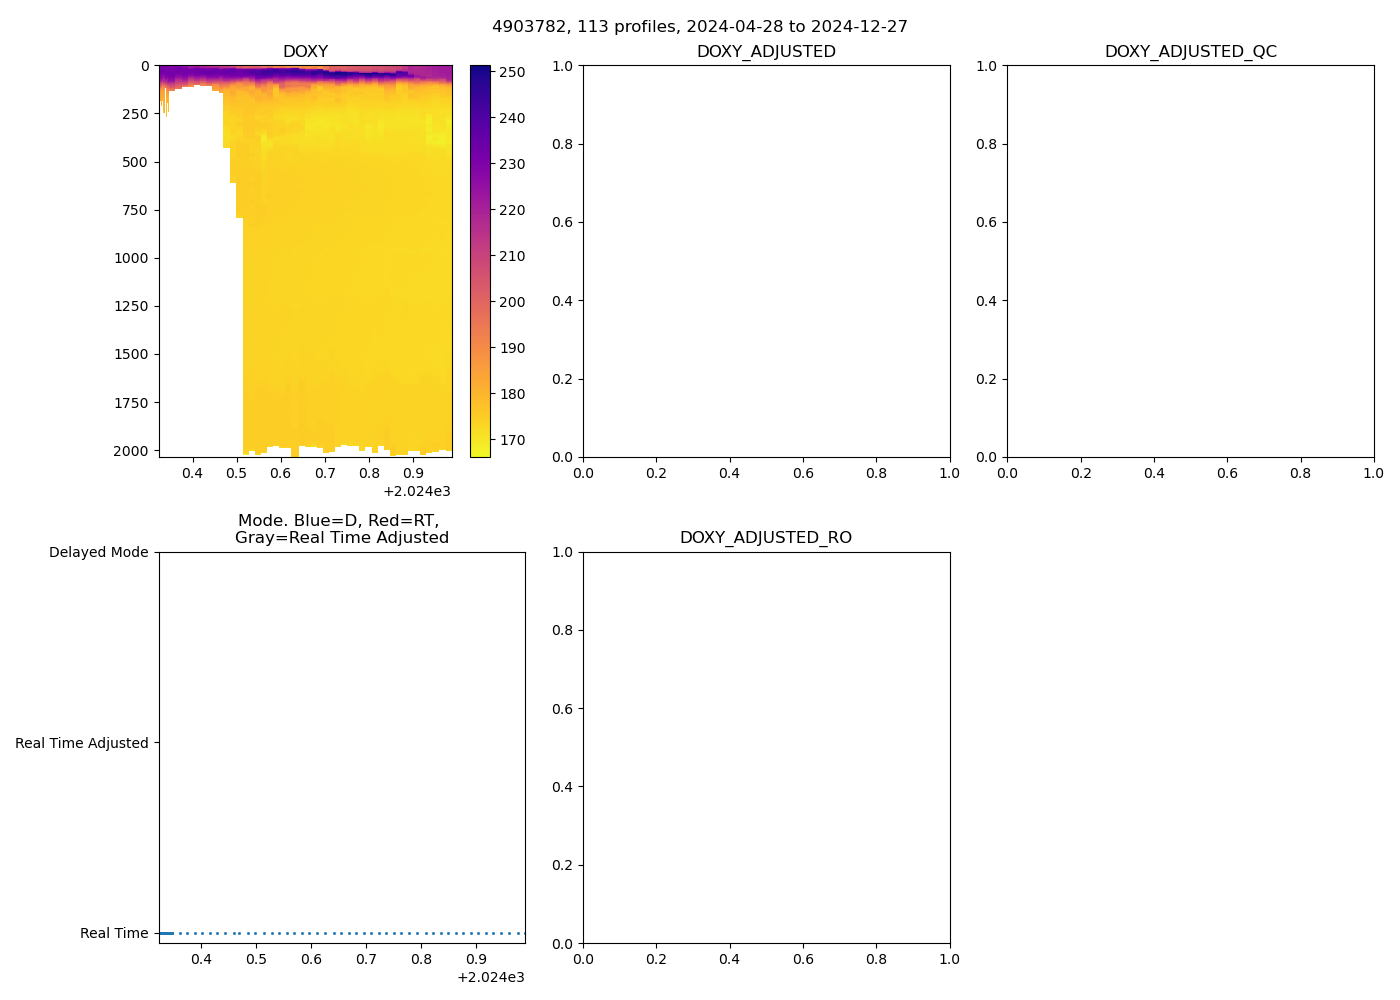 4903782, 113 profiles, 2024-04-28 to 2024-12-27
DOXY
0
250
500
750
1000
1250
1500
1750
2000
0.4 0.5 0.6 0.7 0.8 0.9
+2.024e3
250
240
230
220
210
200
190
180
170
DOXY_ADJUSTED
1.0
0.8
0.6
0.4
0.2
0.0
0.0 0.2 0.4 0.6 0.8 1.0
DOXY_ADJUSTED_QC
1.0
0.8
0.6
0.4
0.2
0.0
0.0 0.2 0.4 0.6 0.8 1.0
Mode. Blue=D, Red=RT,
Gray=Real Time Adjusted
Delayed Mode
Real Time Adjusted
Real Time
0.4 0.5 0.6 0.7 0.8 0.9
+2.024e3
DOXY_ADJUSTED_RO
1.0
0.8
0.6
0.4
0.2
0.0
0.0 0.2 0.4 0.6 0.8 1.0